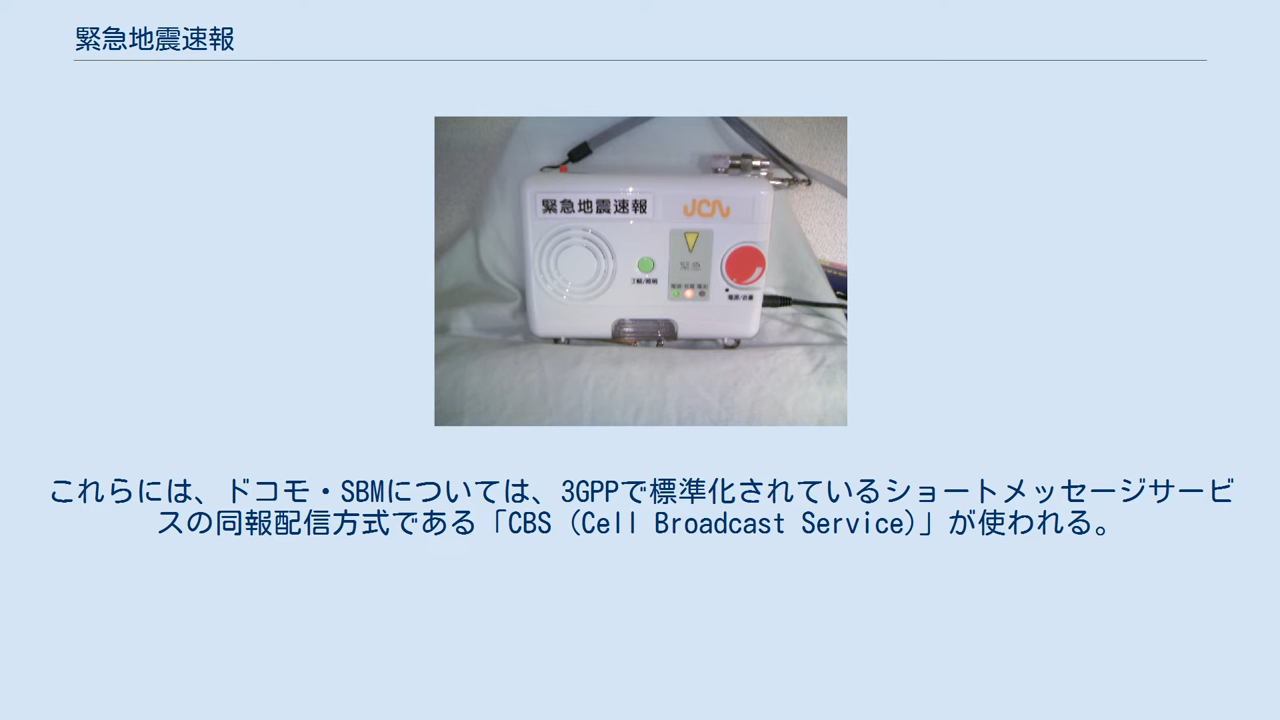 緊急地震速報
緊急地震速報
JCN
緊急
電源/音量
これらには、ドコモ・SBMについては、3GPPで標準化されているショートメッセージサービ
スの同報配信方式である「CBS（Cell Broadcast Service）」が使われる。